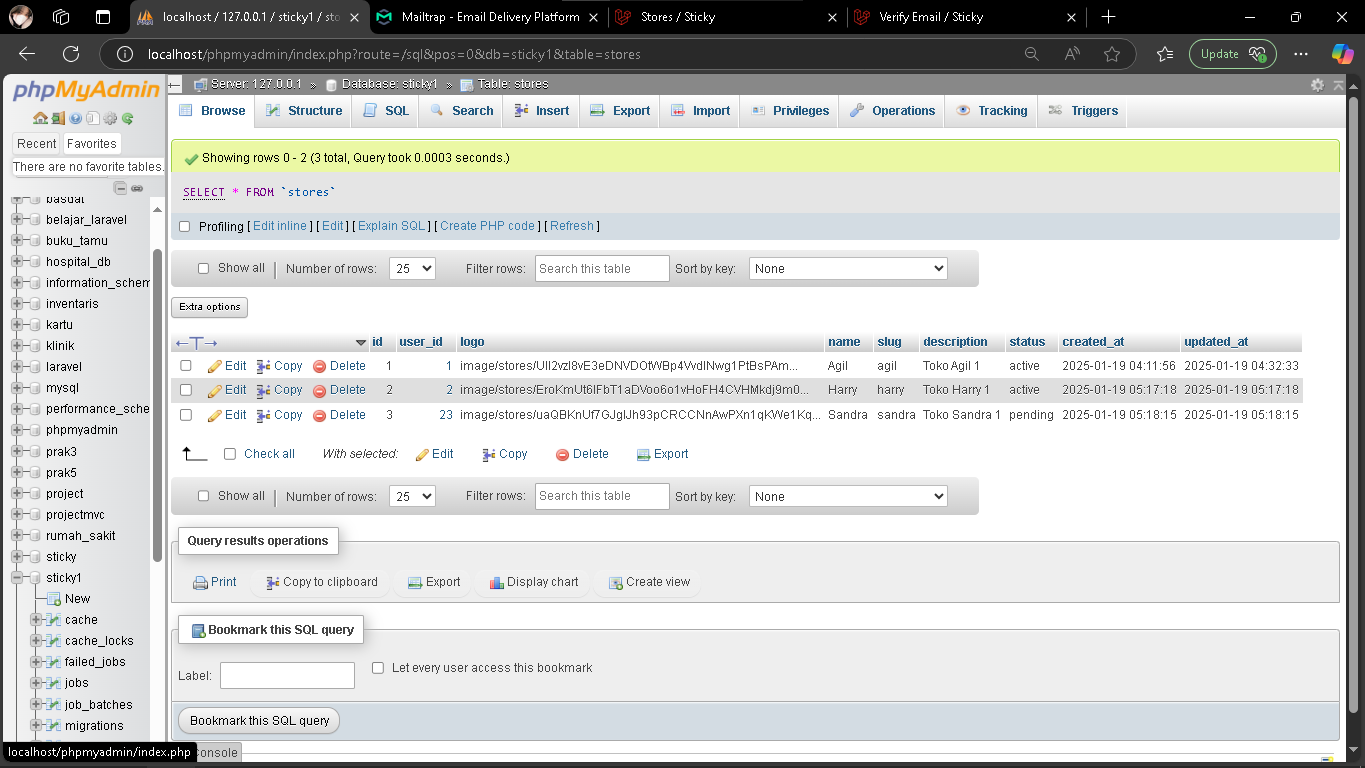 localhost / 127.0.0.1 / sticky1 / sto
Mailtrap - Email Delivery Platform
Stores / Sticky
Verify Email / Sticky
localhost/phpmyadmin/index.php?route=/sql&pos=0&db=sticky1&table=stores
Update
phpMyAdmin
Recent Favorites
There are no favorite tables.
basdat
belajar_laravel
buku_tamu
hospital_db
information_schem
inventaris
kartu
klinik
laravel
mysql
performance_sche
phpmyadmin
prak3
prak5
project
projectmvc
rumah_sakit
sticky
sticky1
New
cache
cache_locks
failed_jobs
jobs
job_batches
migrations
localhost/phpmyadmin/index.php
Server: 127.0.0.1 » Database: sticky1 » Table: stores
Browse Structure SQL Search Insert Export Import Privileges Operations Tracking Triggers
Showing rows 0 - 2 (3 total, Query took 0.0003 seconds.)
SELECT * FROM `stores`
Profiling [ Edit inline ] [ Edit ] [ Explain SQL ] [ Create PHP code ] [ Refresh ]
Show all | Number of rows: 25 Filter rows: Search this table Sort by key: None
Extra options
←T→ id user_id logo name slug description status created_at updated_at
Edit Copy Delete 1 1 Agil agil Toko Agil 1 active 2025-01-19 04:11:56 2025-01-19 04:32:33
Edit Copy Delete 2 2 Harry harry Toko Harry 1 active 2025-01-19 05:17:18 2025-01-19 05:17:18
Edit Copy Delete 3 23 Sandra sandra Toko Sandra 1 pending 2025-01-19 05:18:15 2025-01-19 05:18:15
Check all With selected: Edit Copy Delete Export
Show all | Number of rows: 25 Filter rows: Search this table Sort by key: None
Query results operations
Print Copy to clipboard Export Display chart Create view
Bookmark this SQL query
Label: Let every user access this bookmark
Bookmark this SQL query